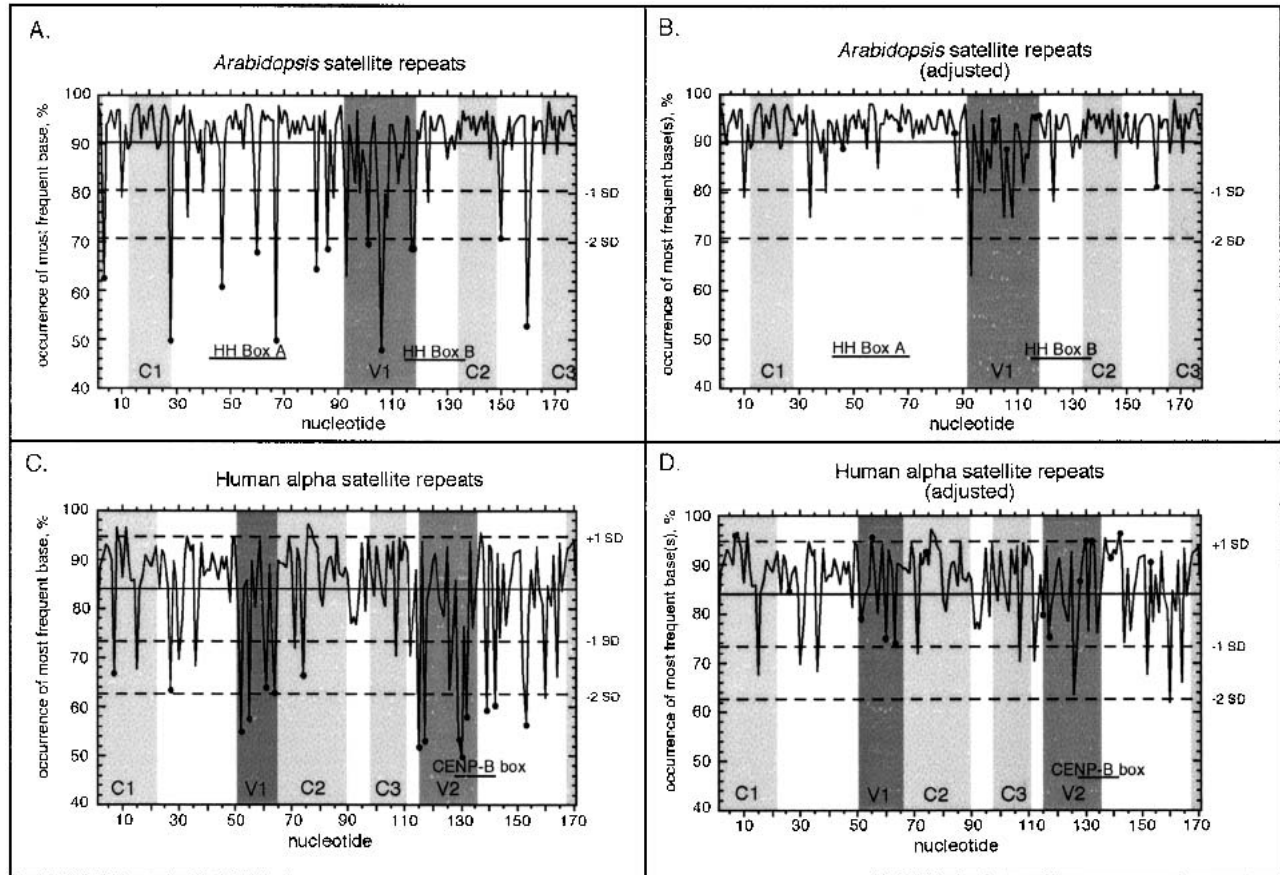 A.
Arabidopsis satellite repeats
occurrence of most frequent base, %
100
90
80
70
60
50
40
-1 SD
-2 SD
HH Box A
HH Box B
C1
V1
C2
C3
10 30 50 70 90 110 130 150 170
nucleotide
B.
Arabidopsis satellite repeats
(adjusted)
occurrence of most frequent base(s), %
100
90
80
70
60
50
40
-1 SD
-2 SD
HH Box A
HH Box B
C1
V1
C2
C3
10 30 50 70 90 110 130 150 170
nucleotide
C.
Human alpha satellite repeats
occurrence of most frequent base, %
100
90
80
70
60
50
40
+1 SD
-1 SD
-2 SD
CENP-B box
C1
V1
C2
C3
V2
10 30 50 70 90 110 130 150 170
nucleotide
D.
Human alpha satellite repeats
(adjusted)
occurrence of most frequent base(s), %
100
90
80
70
60
50
40
+1 SD
-1 SD
-2 SD
CENP-B box
C1
V1
C2
C3
V2
10 30 50 70 90 110 130 150 170
nucleotide